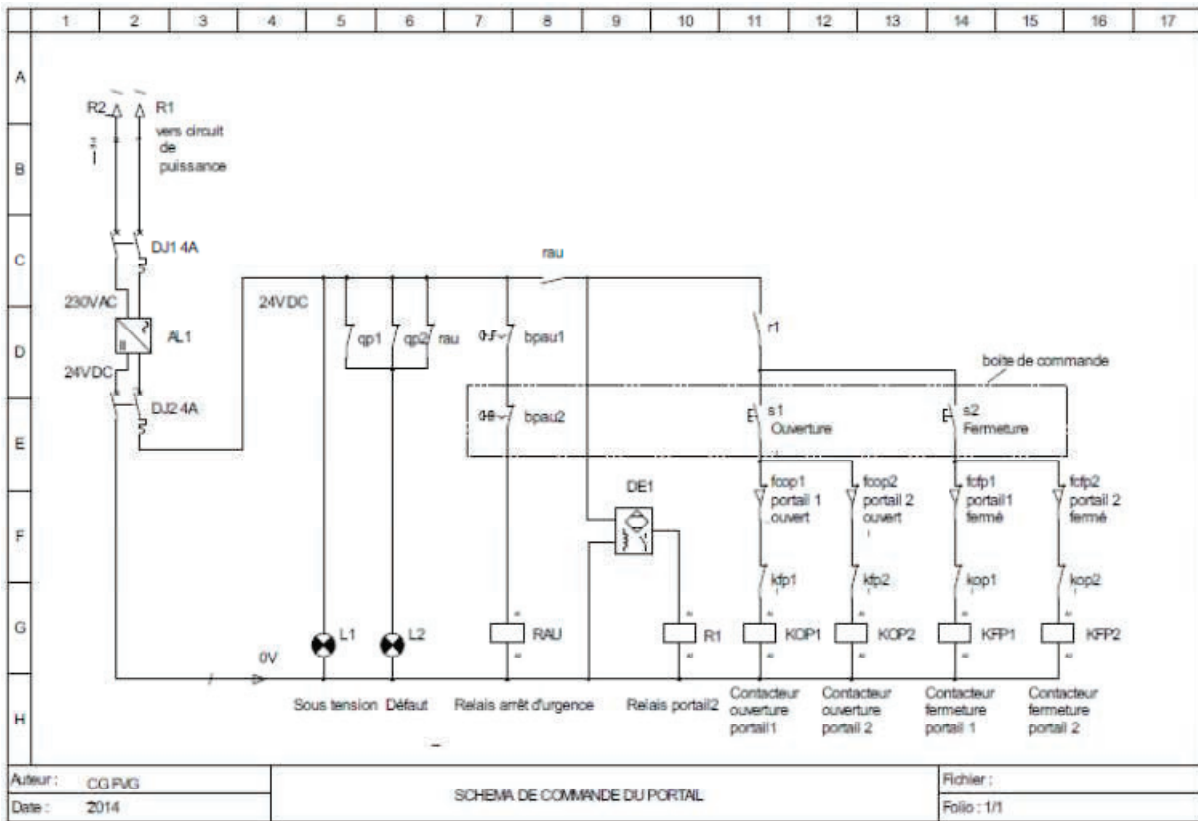 1 2 3 4 5 6 7 8 9 10 11 12 13 14 15 16 17
A
R2 R1
vers circuit
de
puissance
B
C
DJ1 4A
rau
230VAC
24VDC
D
AL1
qp1 qp2 rau
bpau1
r1
24VDC
boite de commande
DJ2 4A
E
bpau2
s1
Ouverture
s2
Fermeture
DE1
F
fcop1
portail 1
ouvert
fcop2
portail 2
ouvert
fcfp1
portail1
fermé
fcfp2
portail 2
fermé
kfp1 kfp2 kop1 kop2
G
L1 L2 RAU R1 KOP1 KOP2 KFP1 KFP2
0V
H
Sous tension Défaut Relais arrêt d'urgence Relais portail2
Contacteur
ouverture
portail1
Contacteur
ouverture
portail 2
Contacteur
fermeture
portail 1
Contacteur
fermeture
portail 2
Auteur : CG PVG
Date : 2014
SCHEMA DE COMMANDE DU PORTAIL
Fichier :
Folio : 1/1